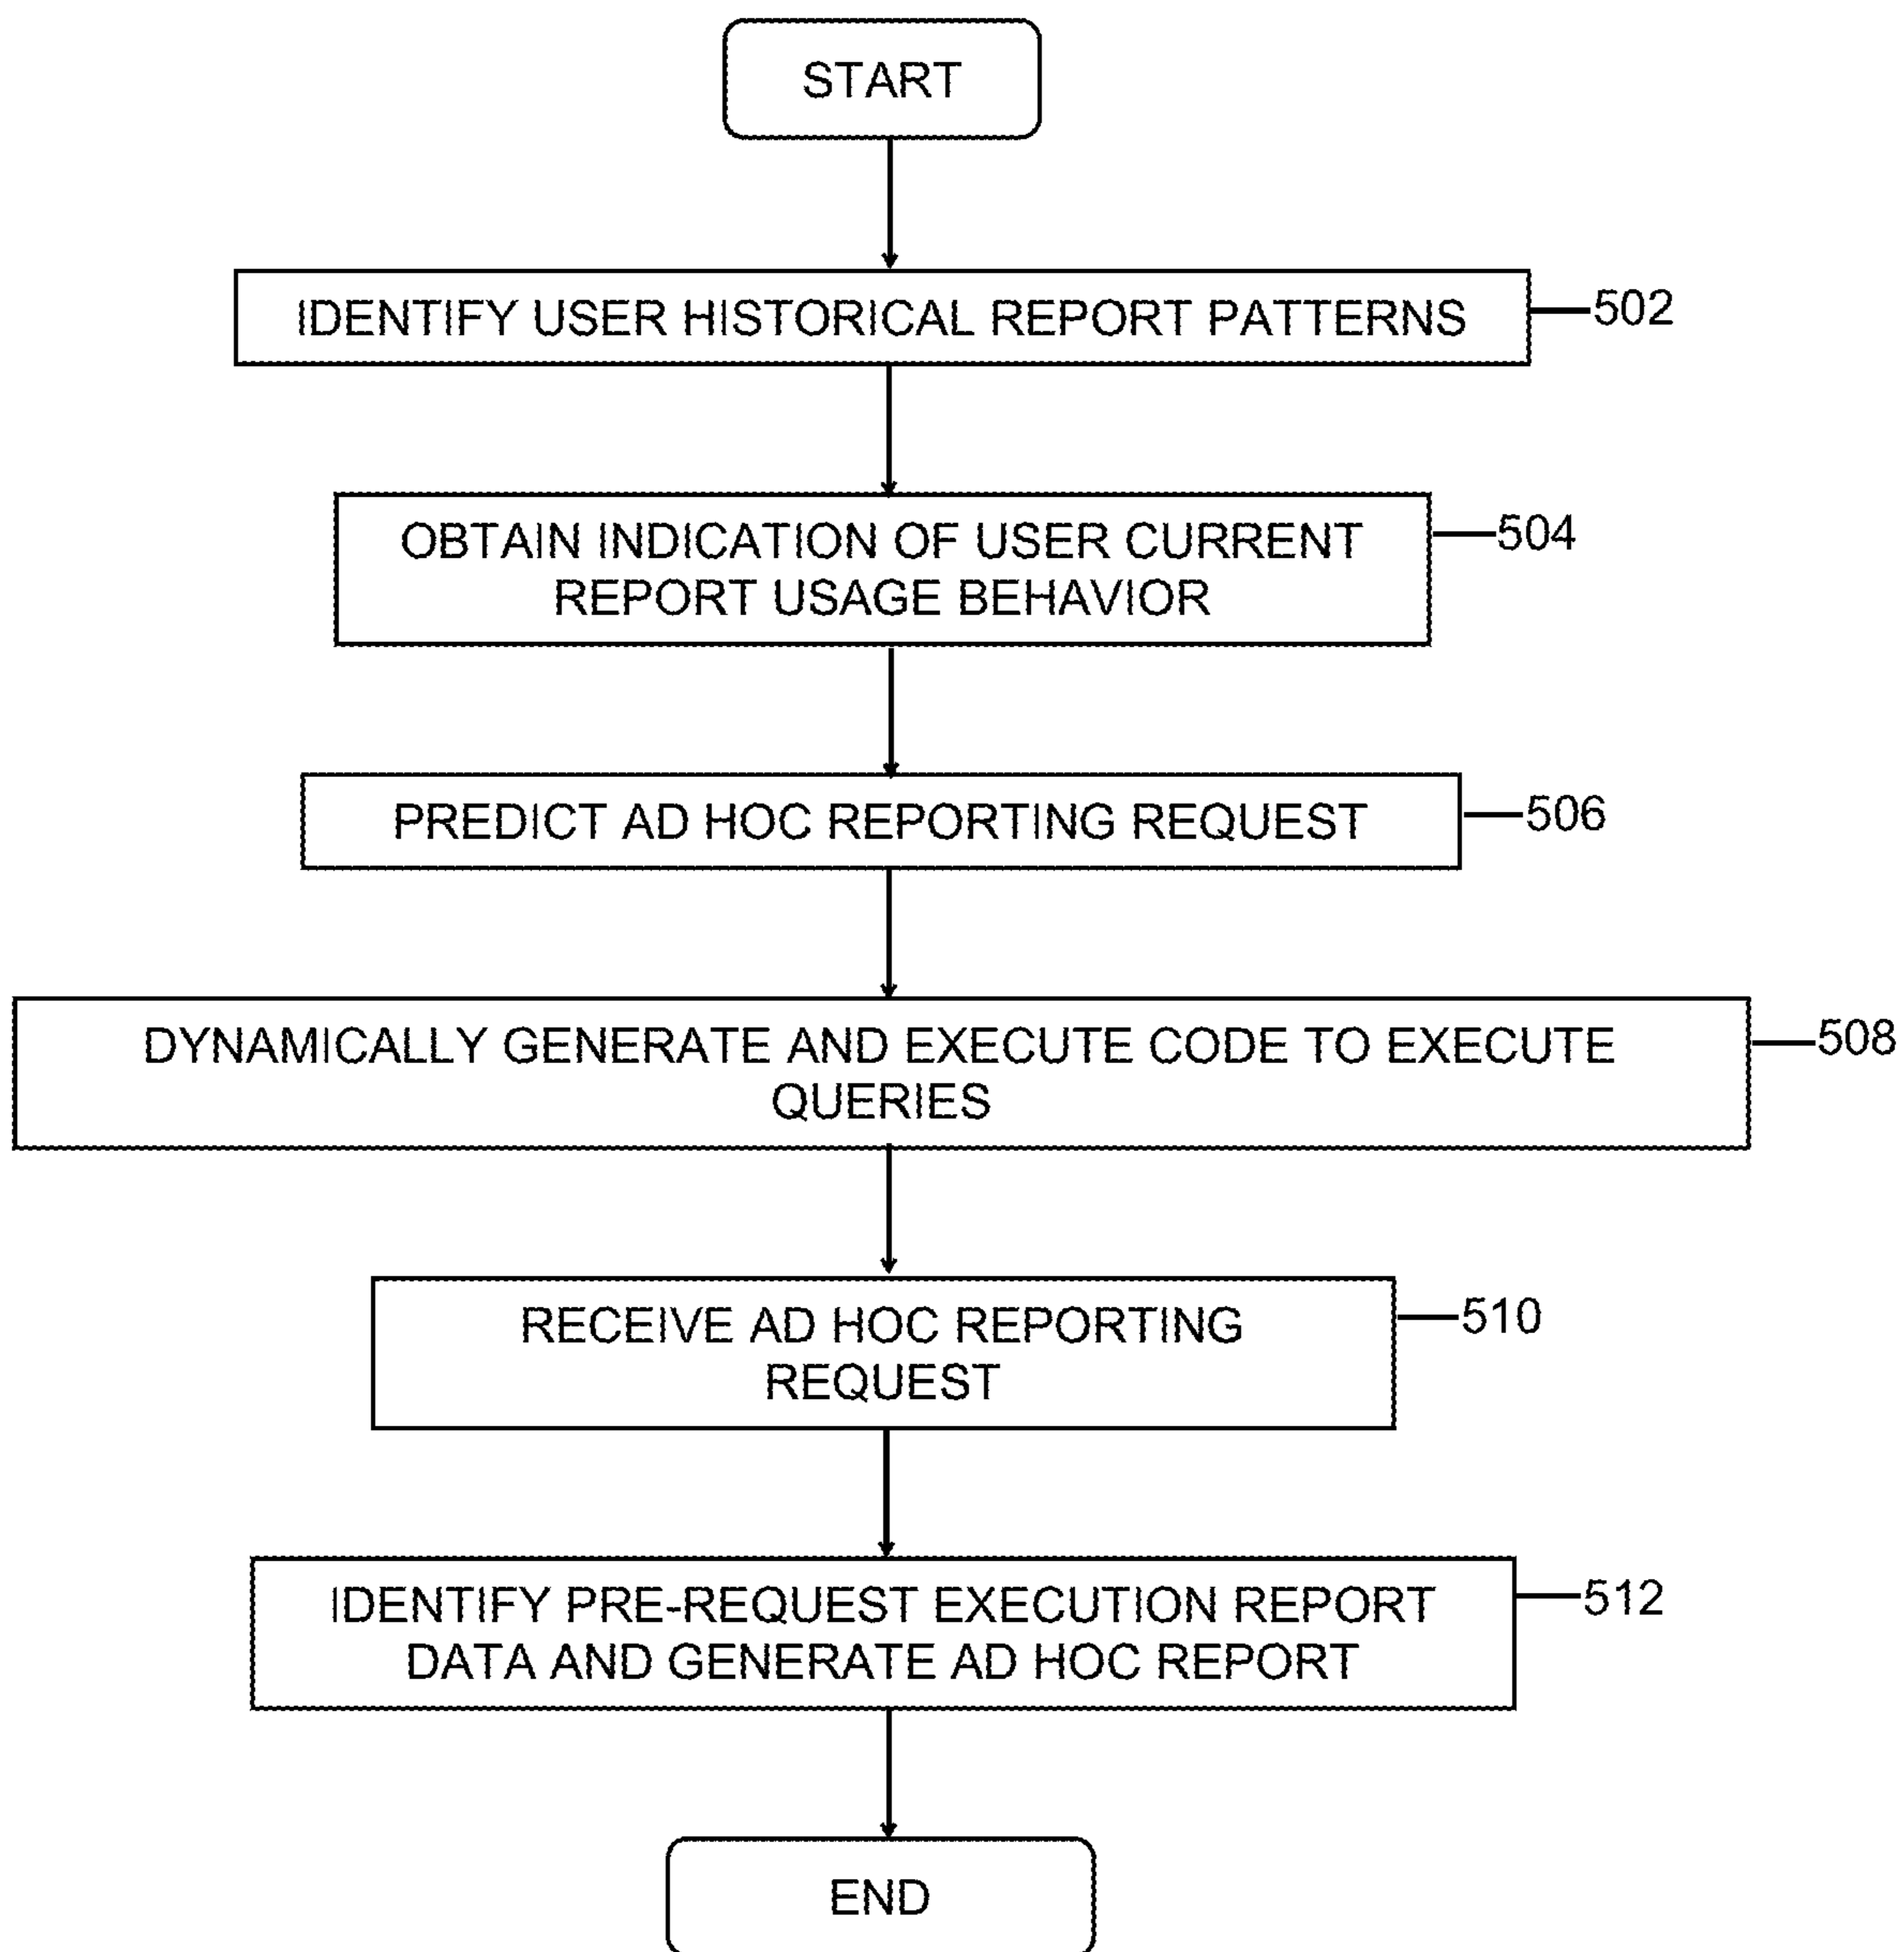 START
IDENTIFY USER HISTORICAL REPORT PATTERNS
502
OBTAIN INDICATION OF USER CURRENT
REPORT USAGE BEHAVIOR
504
PREDICT AD HOC REPORTING REQUEST
506
DYNAMICALLY GENERATE AND EXECUTE CODE TO EXECUTE
QUERIES
508
RECEIVE AD HOC REPORTING
REQUEST
510
IDENTIFY PRE-REQUEST EXECUTION REPORT
DATA AND GENERATE AD HOC REPORT
512
END